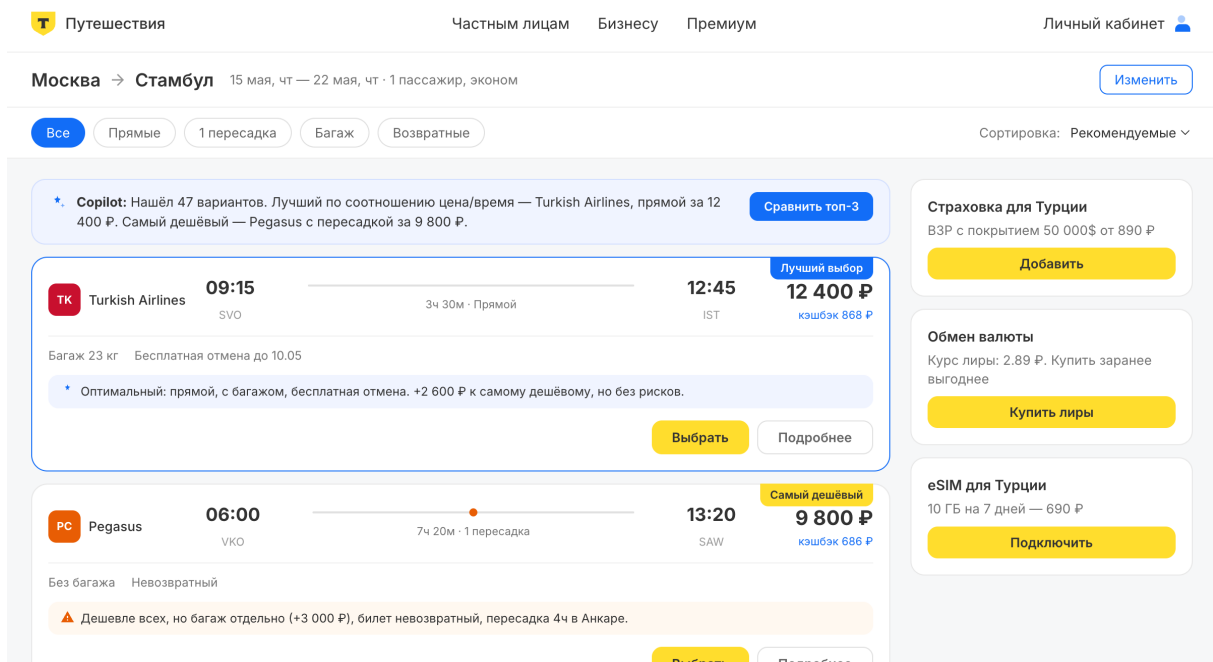 Т Путешествия
Частным лицам Бизнесу Премиум
Личный кабинет
Москва → Стамбул 15 мая, чт — 22 мая, чт · 1 пассажир, эконом
Изменить
Все Прямые 1 пересадка Багаж Возвратные
Сортировка: Рекомендуемые
Copilot: Нашёл 47 вариантов. Лучший по соотношению цена/время — Turkish Airlines, прямой за 12
400 ₽. Самый дешёвый — Pegasus с пересадкой за 9 800 ₽.
Сравнить топ-3
Лучший выбор
TK Turkish Airlines
09:15
SVO
3ч 30м · Прямой
12:45
IST
12 400 ₽
кэшбэк 868 ₽
Багаж 23 кг Бесплатная отмена до 10.05
Оптимальный: прямой, с багажом, бесплатная отмена. +2 600 ₽ к самому дешёвому, но без рисков.
Выбрать Подробнее
Самый дешёвый
PC Pegasus
06:00
VKO
7ч 20м · 1 пересадка
13:20
SAW
9 800 ₽
кэшбэк 686 ₽
Без багажа Невозвратный
Дешевле всех, но багаж отдельно (+3 000 ₽), билет невозвратный, пересадка 4ч в Анкаре.
Выбрать Подробнее
Страховка для Турции
ВЗР с покрытием 50 000$ от 890 ₽
Добавить
Обмен валюты
Курс лиры: 2.89 ₽. Купить заранее
выгоднее
Купить лиры
eSIM для Турции
10 ГБ на 7 дней — 690 ₽
Подключить